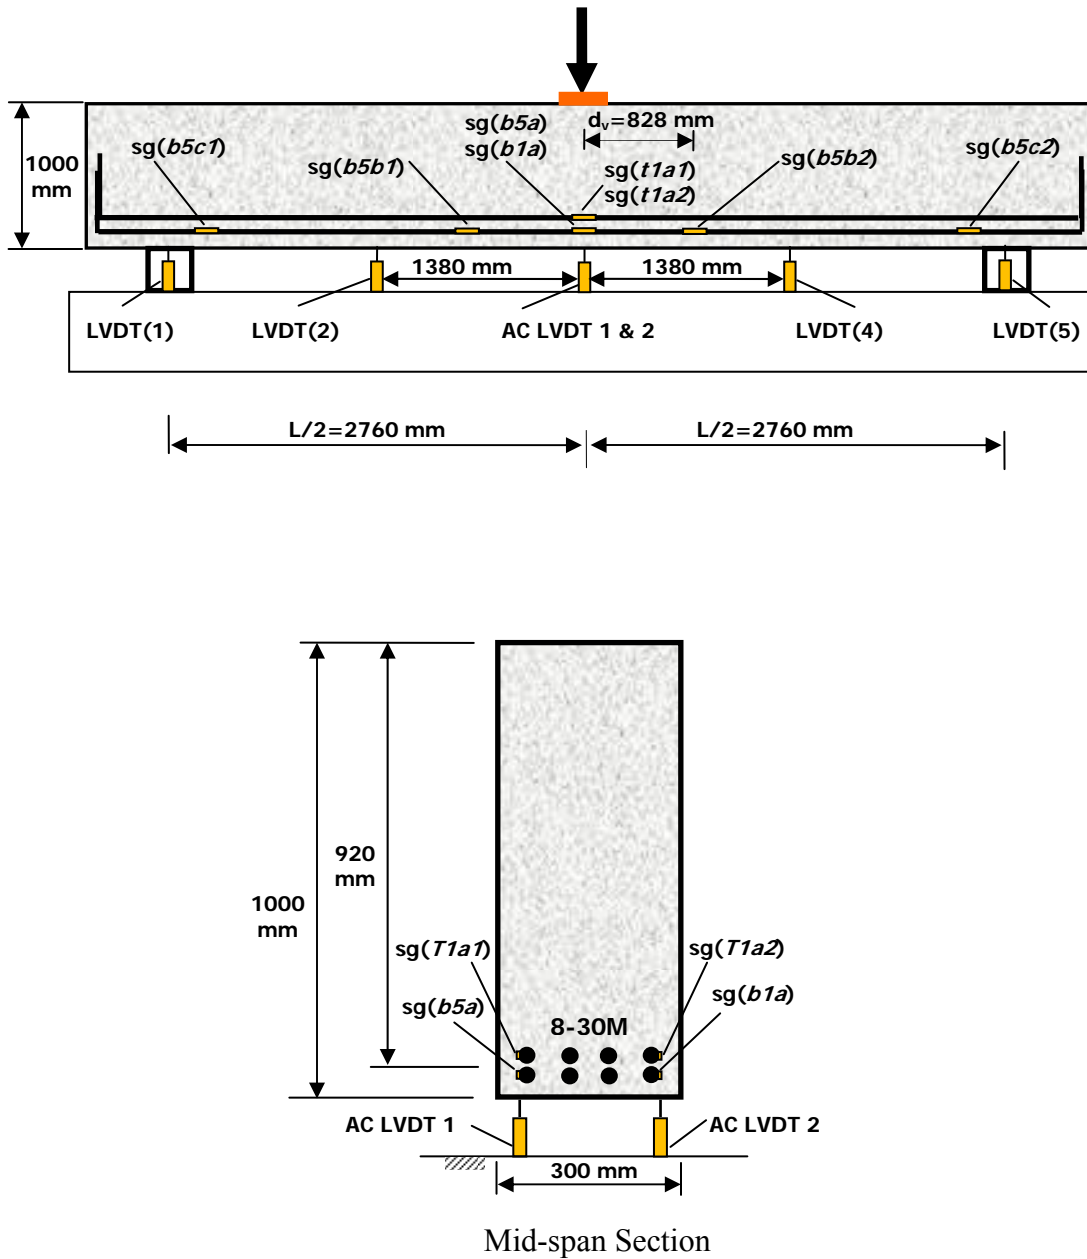 sg(b5a)
sg(b1a)
dv=828 mm
1000
mm
sg(b5c1)
sg(b5b1)
sg(t1a1)
sg(t1a2)
sg(b5b2)
sg(b5c2)
1380 mm
1380 mm
LVDT(1)
LVDT(2)
AC LVDT 1 & 2
LVDT(4)
LVDT(5)
L/2=2760 mm
L/2=2760 mm
920
mm
1000
mm
sg(T1a1)
sg(T1a2)
sg(b5a)
sg(b1a)
8-30M
AC LVDT 1
AC LVDT 2
300 mm
Mid-span Section